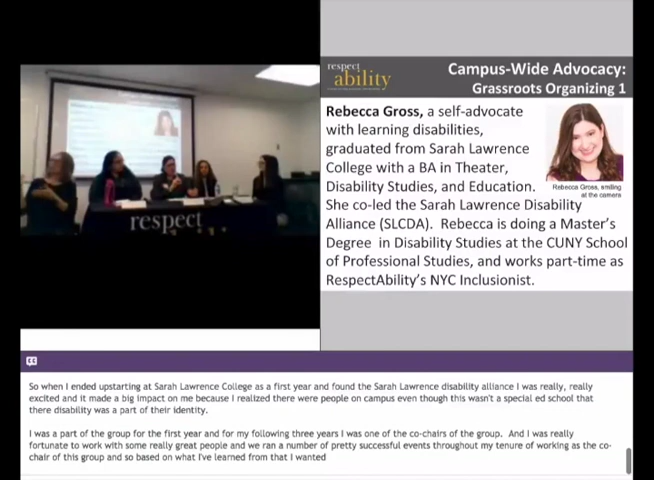 respect
ability
Campus-Wide Advocacy:
Grassroots Organizing 1
Rebecca Gross, a self-advocate
with learning disabilities,
graduated from Sarah Lawrence
College with a BA in Theater,
Disability Studies, and Education.
Rebecca Gross, smiling
at the camera
She co-led the Sarah Lawrence Disability
Alliance (SLCDA). Rebecca is doing a Master's
Degree in Disability Studies at the CUNY School
of Professional Studies, and works part-time as
RespectAbility's NYC Inclusionist.
respect
So when I ended upstarting at Sarah Lawrence College as a first year and found the Sarah Lawrence disability alliance I was really, really
excited and it made a big impact on me because I realized there were people on campus even though this wasn't a special ed school that
there disability was a part of their identity.
I was a part of the group for the first year and for my following three years I was one of the co-chairs of the group. And I was really
fortunate to work with some really great people and we ran a number of pretty successful events throughout my tenure of working as the co-
chair of this group and so based on what I've learned from that I wanted